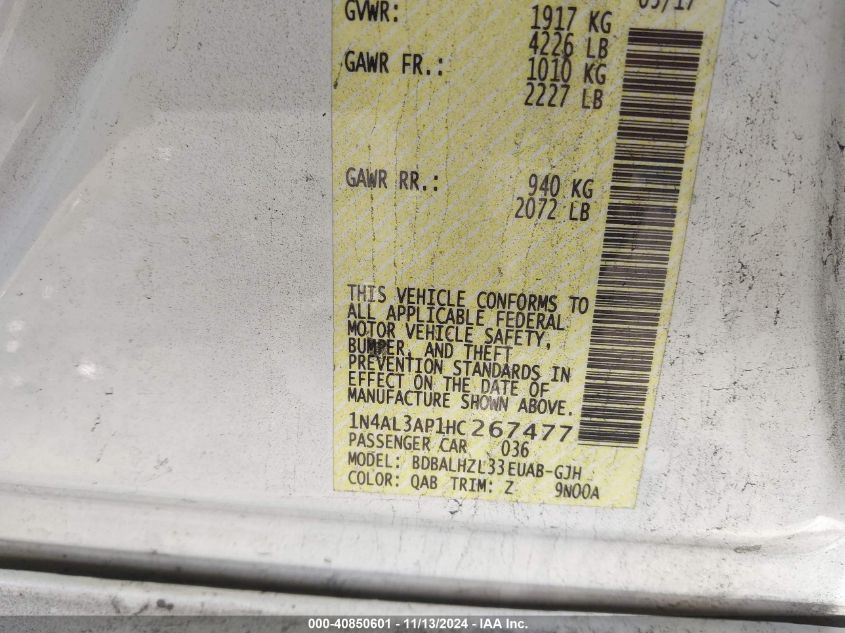 GVWR: 1917 KG
4226 LB
GAWR FR.: 1010 KG
2227 LB
GAWR RR.: 940 KG
2072 LB
THIS VEHICLE CONFORMS TO
ALL APPLICABLE FEDERAL
MOTOR VEHICLE SAFETY,
BUMPER, AND THEFT
PREVENTION STANDARDS IN
EFFECT ON THE DATE OF
MANUFACTURE SHOWN ABOVE.
1N4AL3AP1HC267477
PASSENGER CAR 036
MODEL: BDBALHZL33EUAB-GJH
COLOR: QAB TRIM: Z 9N00A
000-40850601 - 11/13/2024 - IAA Inc.